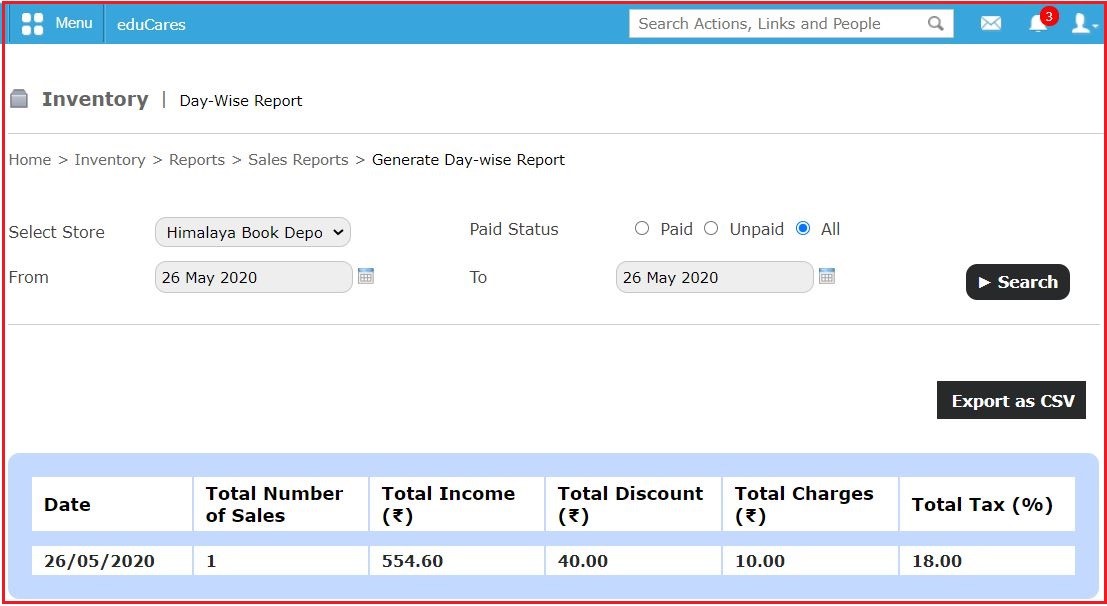 Menu eduCares Search Actions, Links and People 3
Inventory | Day-Wise Report
Home > Inventory > Reports > Sales Reports > Generate Day-wise Report
Select Store Himalaya Book Depo Paid Status Paid Unpaid All
From 26 May 2020 To 26 May 2020 ► Search
Export as CSV
Date Total Number of Sales Total Income (₹) Total Discount (₹) Total Charges (₹) Total Tax (%)
26/05/2020 1 554.60 40.00 10.00 18.00